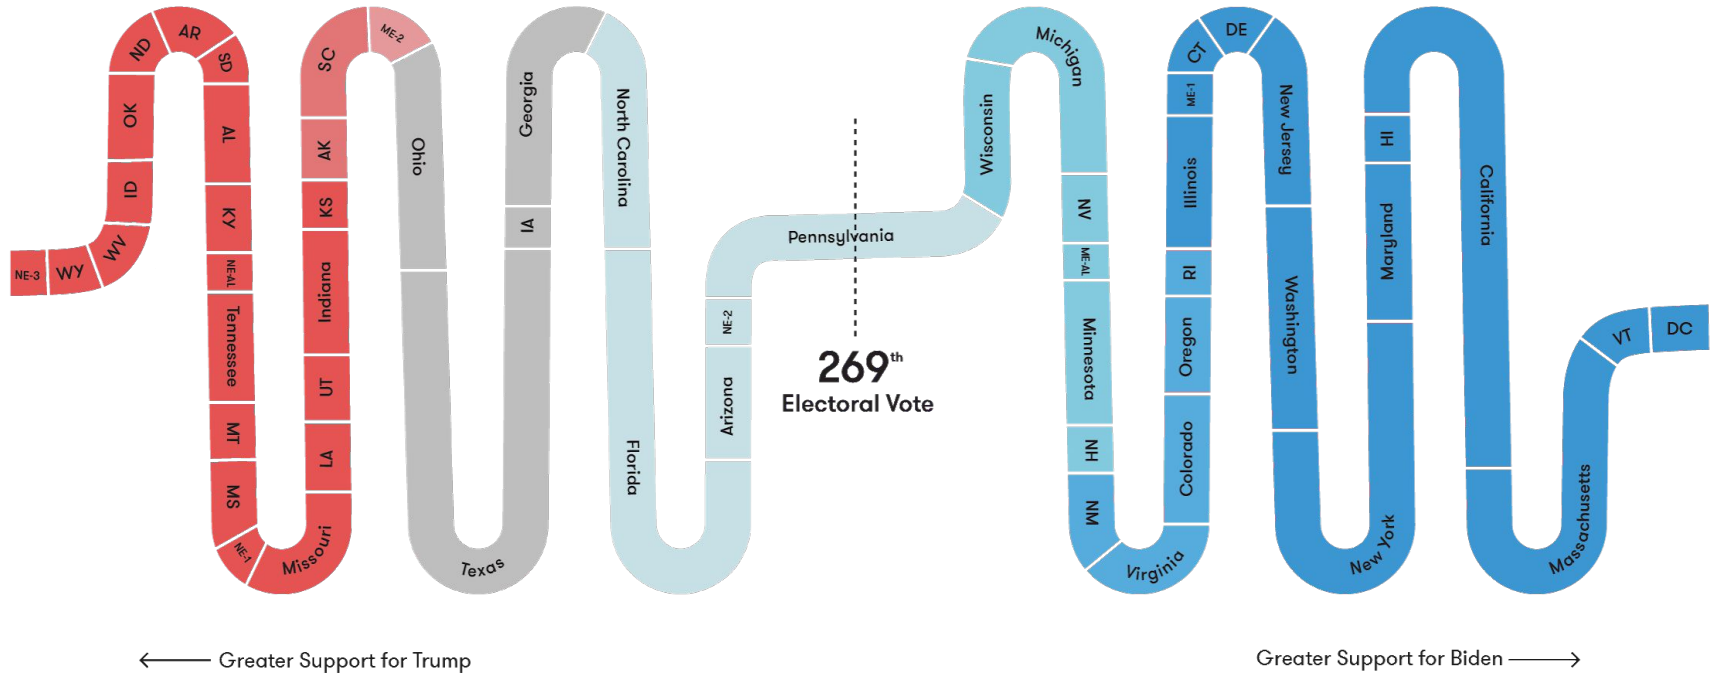 NE-3
WY
WV
ID
OK
ND
AR
SD
AL
KY
NE-AL
Tennessee
MT
MS
NE-1
Missouri
LA
UT
Indiana
KS
AK
SC
ME-2
Ohio
Texas
IA
Georgia
North Carolina
Florida
Arizona
NE-2
Pennsylvania
269th
Electoral Vote
Wisconsin
Michigan
NV
ME-AL
Minnesota
NH
NM
Virginia
Colorado
Oregon
RI
Illinois
ME-1
CT
DE
New Jersey
Washington
New York
Maryland
HI
California
Massachusetts
VT
DC
Greater Support for Trump
Greater Support for Biden